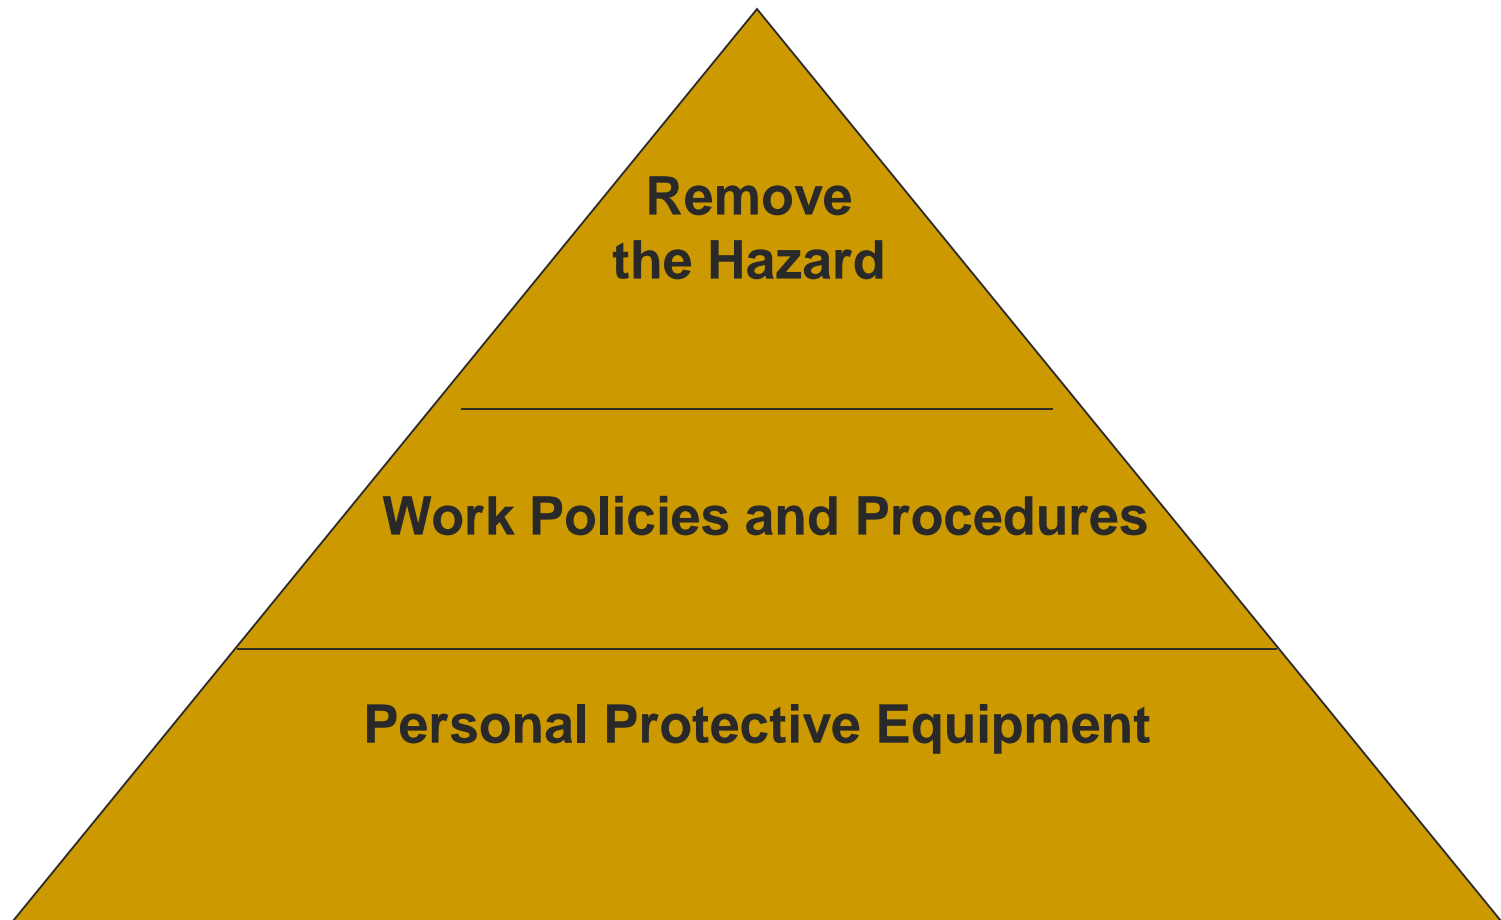 Remove
the Hazard
Work Policies and Procedures
Personal Protective Equipment